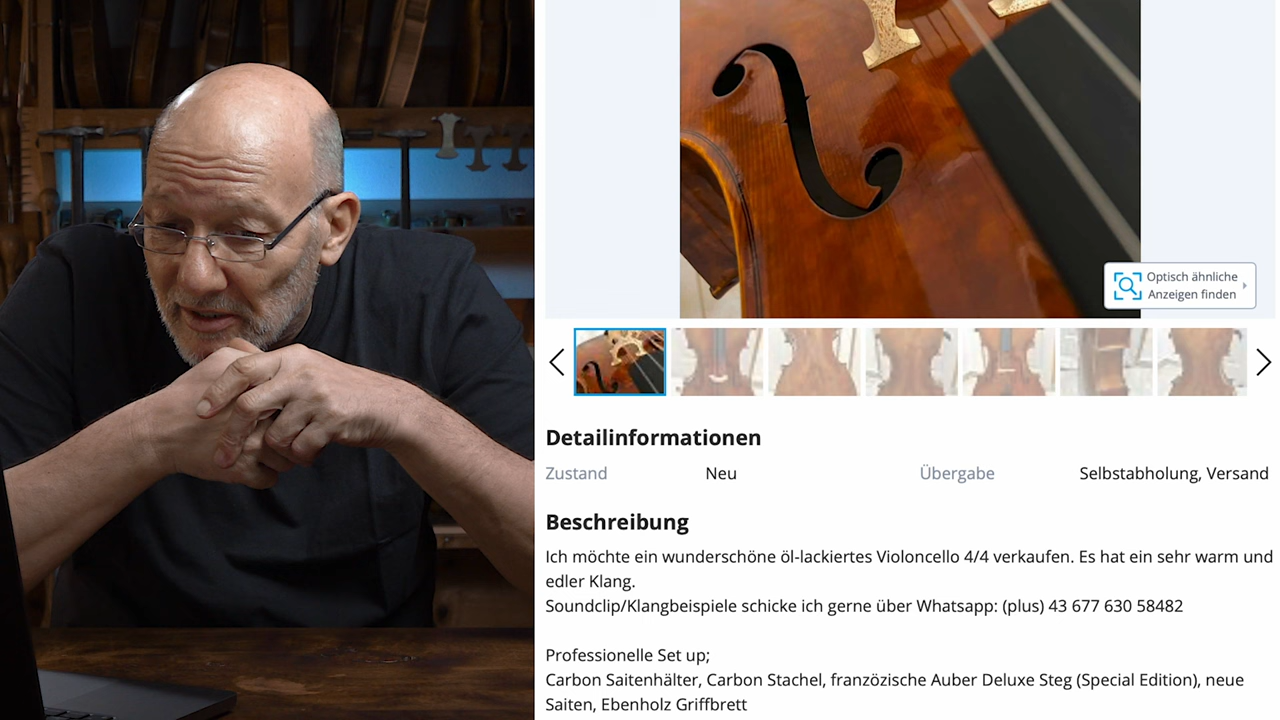 Optisch ähnliche
Anzeigen finden
Detailinformationen
Zustand Neu Übergabe Selbstabholung, Versand
Beschreibung
Ich möchte ein wunderschöne öl-lackiertes Violoncello 4/4 verkaufen. Es hat ein sehr warm und
edler Klang.
Soundclip/Klangbeispiele schicke ich gerne über Whatsapp: (plus) 43 677 630 58482
Professionelle Set up;
Carbon Saitenhälter, Carbon Stachel, franzözische Auber Deluxe Steg (Special Edition), neue
Saiten, Ebenholz Griffbrett